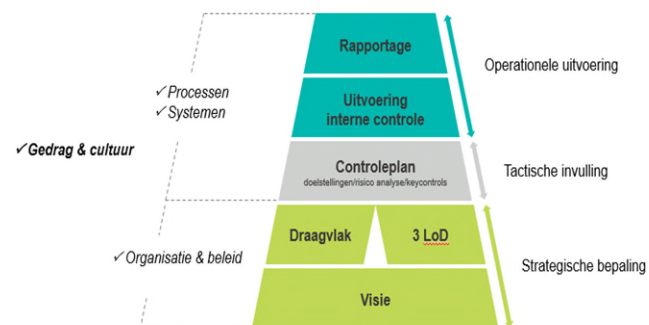 Rapportage
Operationele uitvoering
✓Processen
✓Systemen
Uitvoering
interne controle
✓Gedrag & cultuur
Controleplan
doelstellingen/risico analyse/keycontrols
Tactische invulling
Draagvlak
3 LoD
✓Organisatie & beleid
Strategische bepaling
Visie